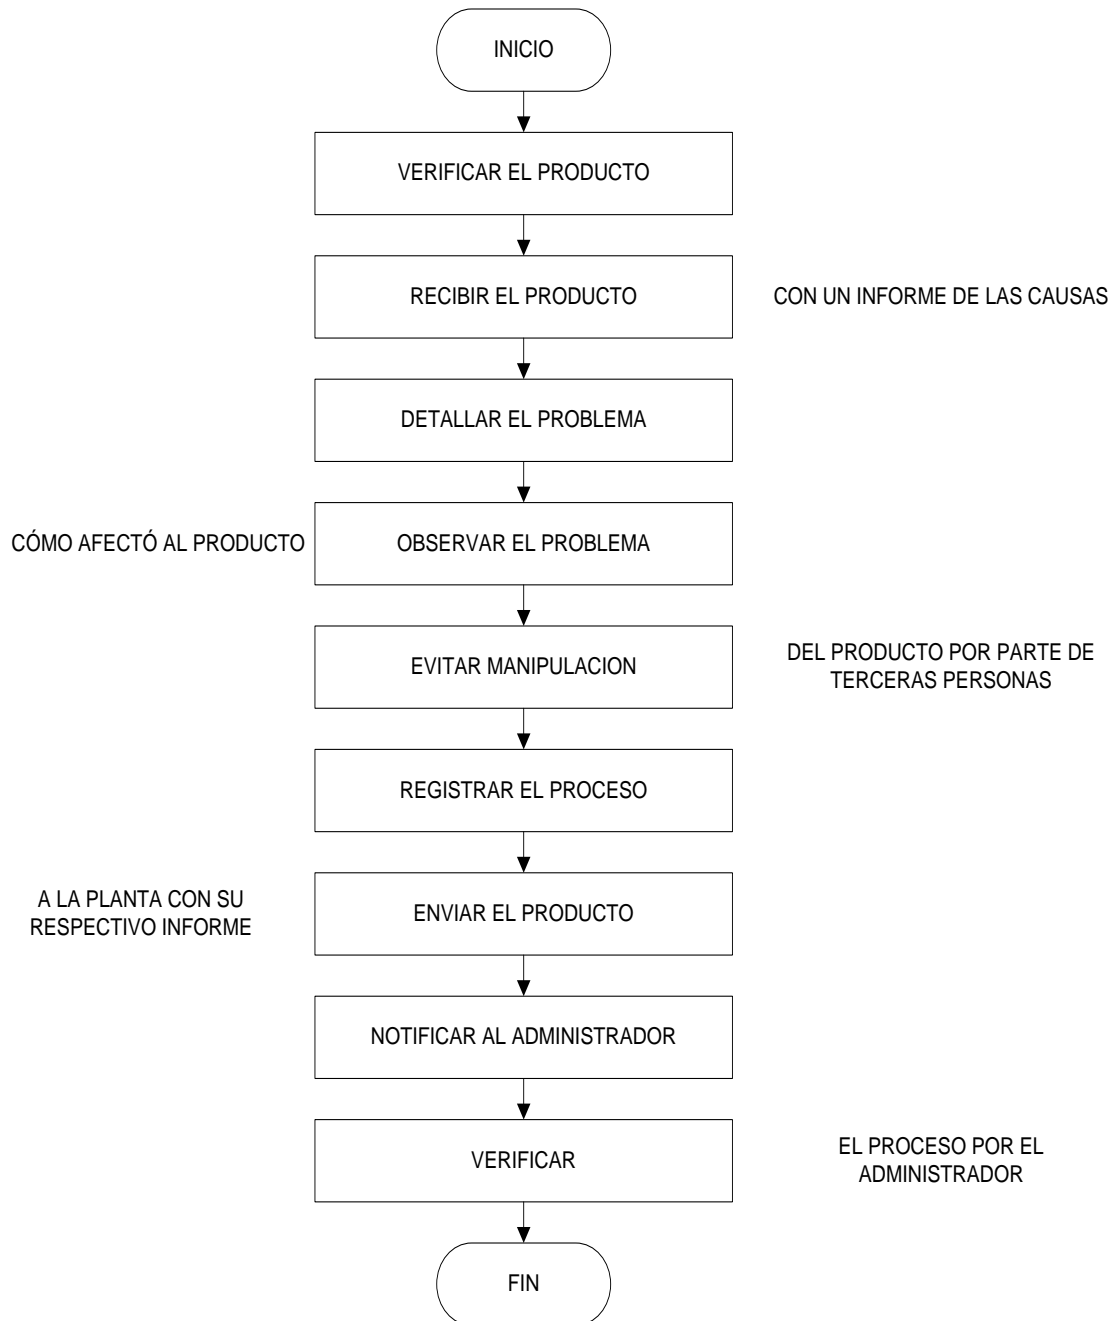 INICIO
VERIFICAR EL PRODUCTO
RECIBIR EL PRODUCTO
CON UN INFORME DE LAS CAUSAS
DETALLAR EL PROBLEMA
CÓMO AFECTÓ AL PRODUCTO
OBSERVAR EL PROBLEMA
EVITAR MANIPULACION
DEL PRODUCTO POR PARTE DE
TERCERAS PERSONAS
REGISTRAR EL PROCESO
A LA PLANTA CON SU
RESPECTIVO INFORME
ENVIAR EL PRODUCTO
NOTIFICAR AL ADMINISTRADOR
VERIFICAR
EL PROCESO POR EL
ADMINISTRADOR
FIN